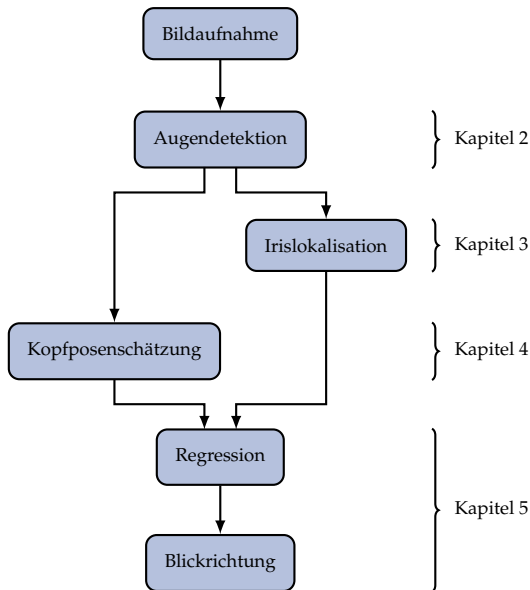 Bildaufnahme
Augendetektion
Kapitel 2
Irislokalisation
Kapitel 3
Kopfposenschätzung
Kapitel 4
Regression
Kapitel 5
Blickrichtung